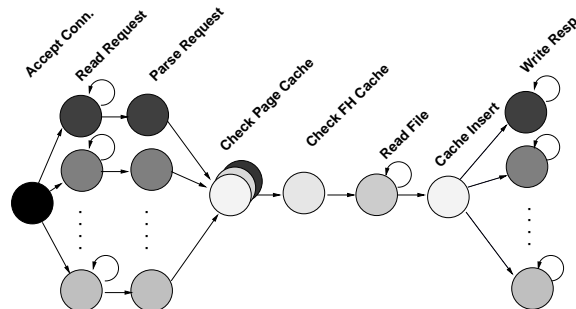 Accept Conn.
Read Request
Parse Request
Check Page Cache
Check FH Cache
Read File
Cache Insert
Write Resp